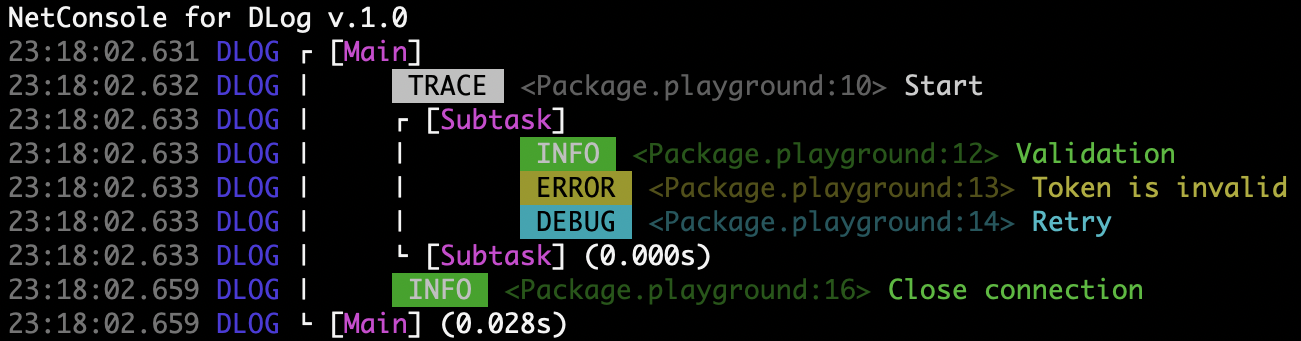 NetConsole for DLog v.1.0
23:18:02.631 DLOG ┌ [Main]
23:18:02.632 DLOG | TRACE <Package.playground:10> Start
23:18:02.633 DLOG | ┌ [Subtask]
23:18:02.633 DLOG | | INFO <Package.playground:12> Validation
23:18:02.633 DLOG | | ERROR <Package.playground:13> Token is invalid
23:18:02.633 DLOG | | DEBUG <Package.playground:14> Retry
23:18:02.633 DLOG | └ [Subtask] (0.000s)
23:18:02.659 DLOG | INFO <Package.playground:16> Close connection
23:18:02.659 DLOG └ [Main] (0.028s)